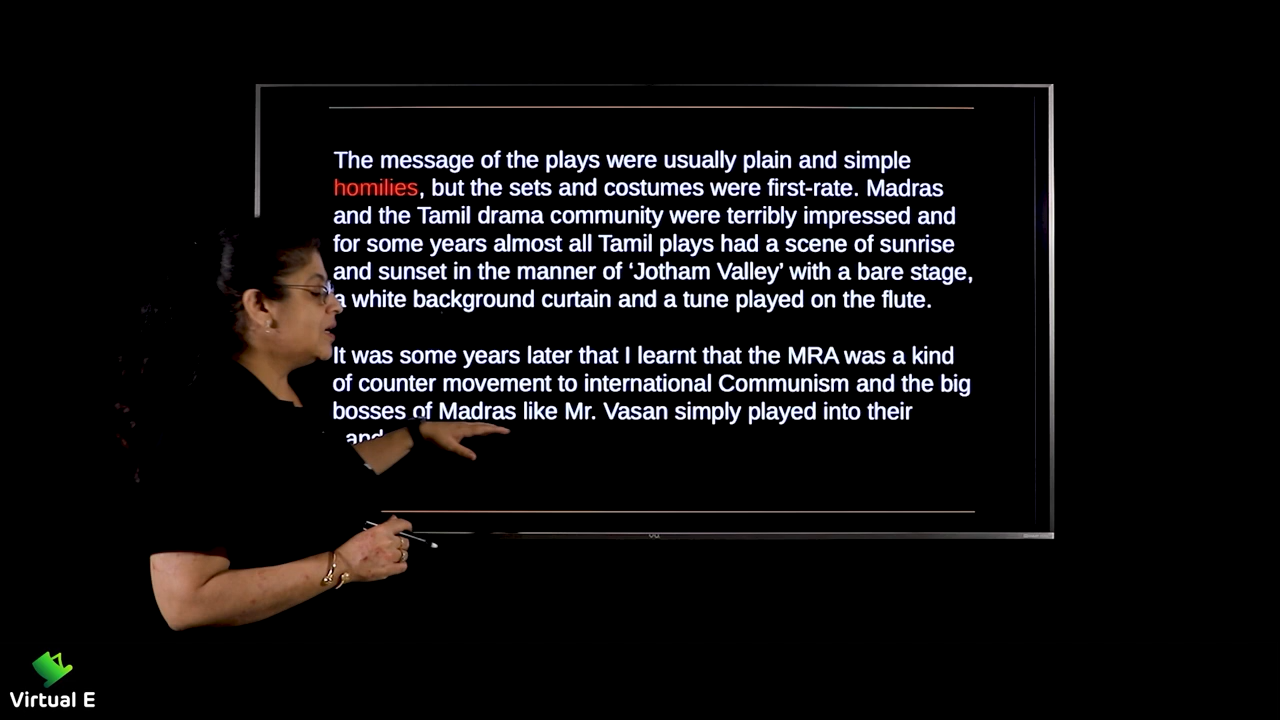 The message of the plays were usually plain and simple
homilies, but the sets and costumes were first-rate. Madras
and the Tamil drama community were terribly impressed and
for some years almost all Tamil plays had a scene of sunrise
and sunset in the manner of ‘Jotham Valley’ with a bare stage,
a white background curtain and a tune played on the flute.
It was some years later that I learnt that the MRA was a kind
of counter movement to international Communism and the big
bosses of Madras like Mr. Vasan simply played into their
Virtual E